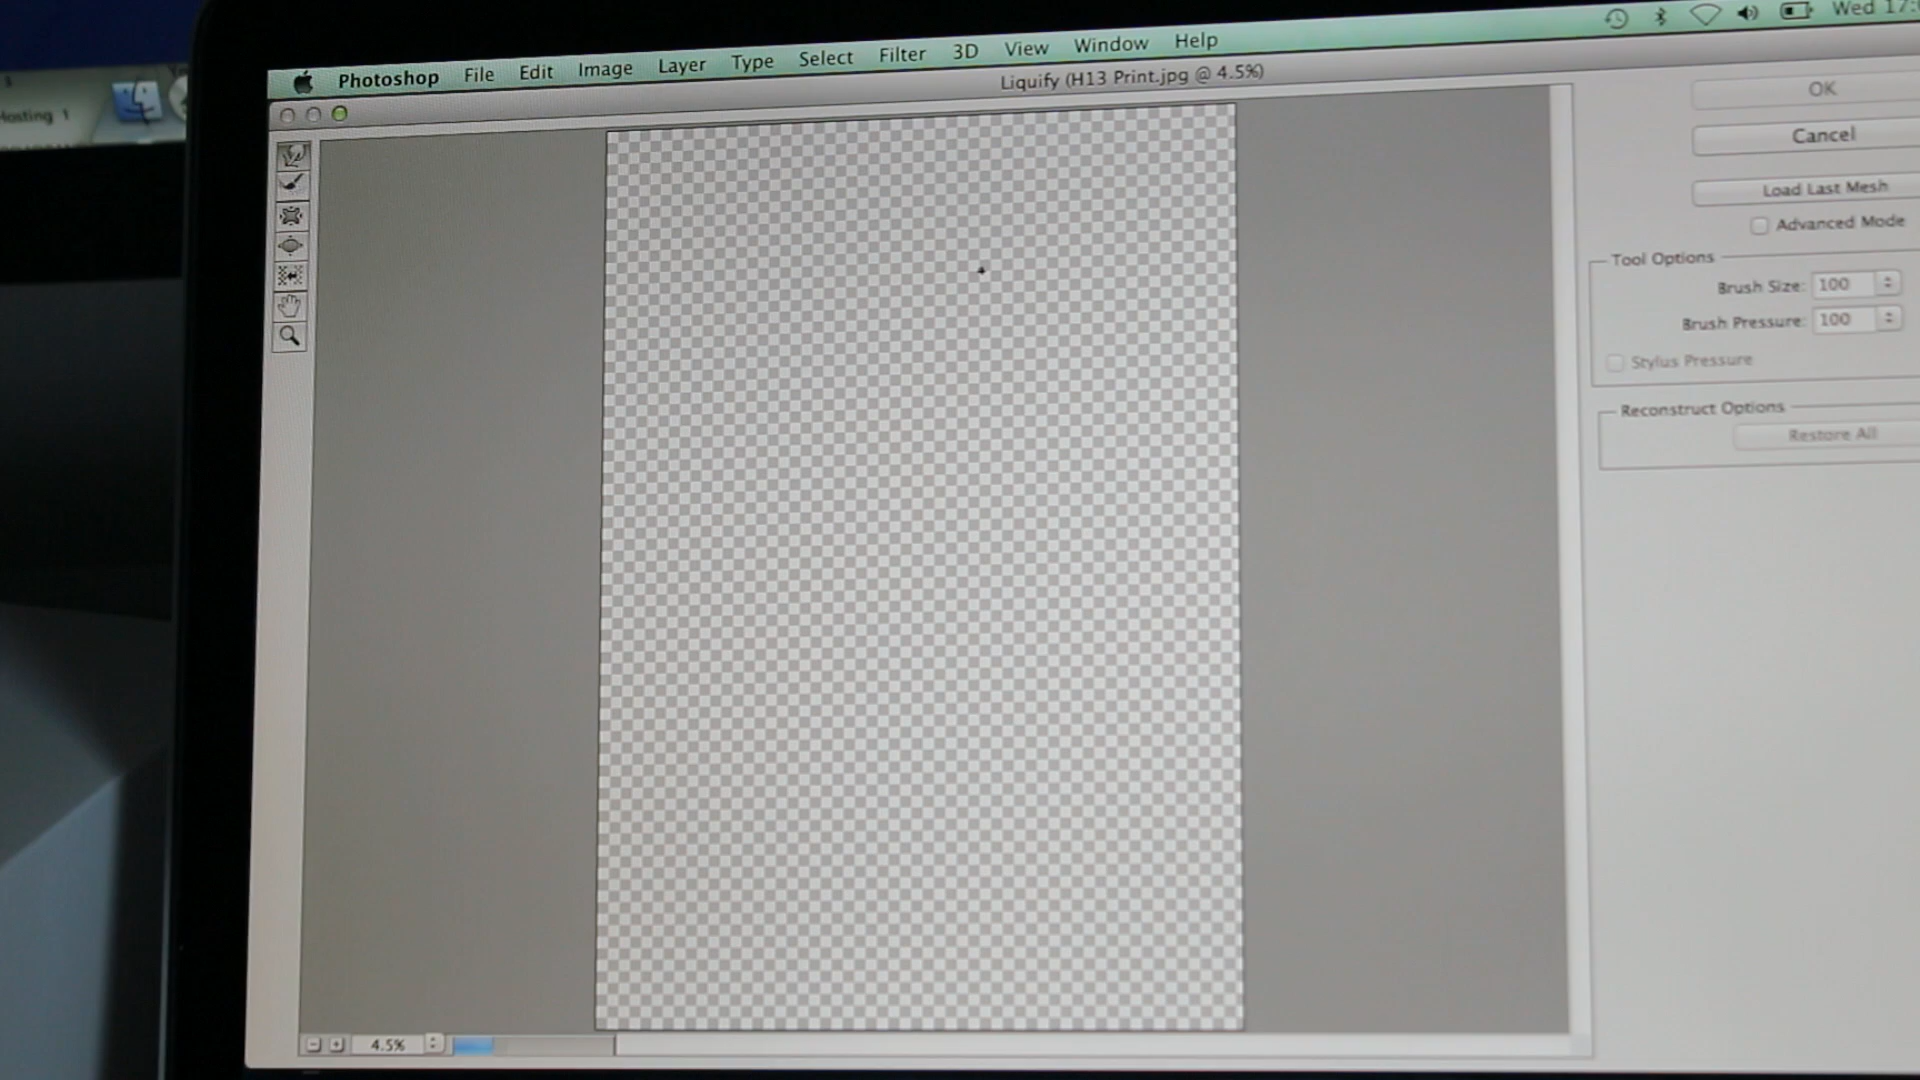 Photoshop File Edit Image Layer Type Select Filter 3D View Window Help
Wed 17:
Liquify (H13 Print.jpg @ 4.5%)
Hosting 1
OK
Cancel
Load Last Mesh
Advanced Mode
Tool Options
Brush Size: 100
Brush Pressure: 100
Stylus Pressure
Reconstruct Options
Restore All
4.5%